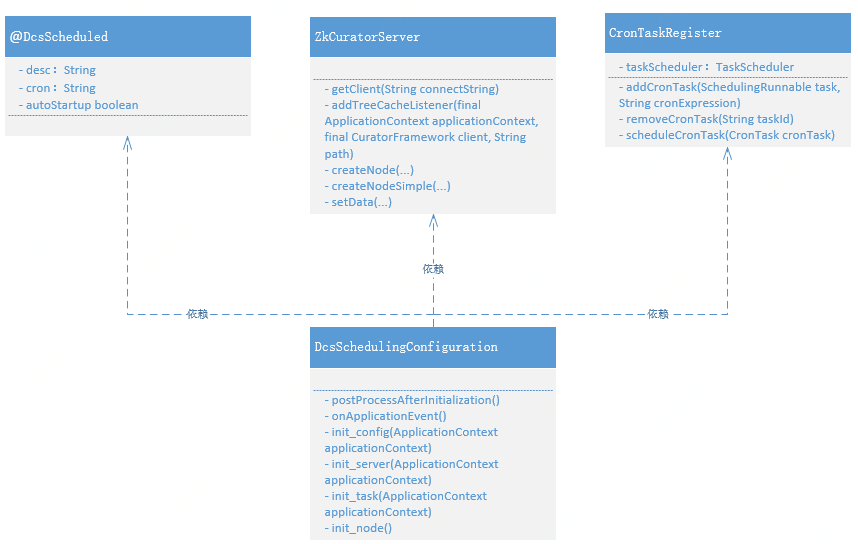 @DcsScheduled
- desc：String
- cron：String
- autoStartup boolean
ZkCuratorServer
- getClient(String connectString)
- addTreeCacheListener(final
ApplicationContext applicationContext,
final CuratorFramework client, String
path)
- createNode(...)
- createNodeSimple(...)
- setData(...)
CronTaskRegister
- taskScheduler：TaskScheduler
- addCronTask(SchedulingRunnable task,
String cronExpression)
- removeCronTask(String taskId)
- scheduleCronTask(CronTask cronTask)
依赖
依赖
依赖
DcsSchedulingConfiguration
- postProcessAfterInitialization()
- onApplicationEvent()
- init_config(ApplicationContext
applicationContext)
- init_server(ApplicationContext
applicationContext)
- init_task(ApplicationContext
applicationContext)
- init_node()